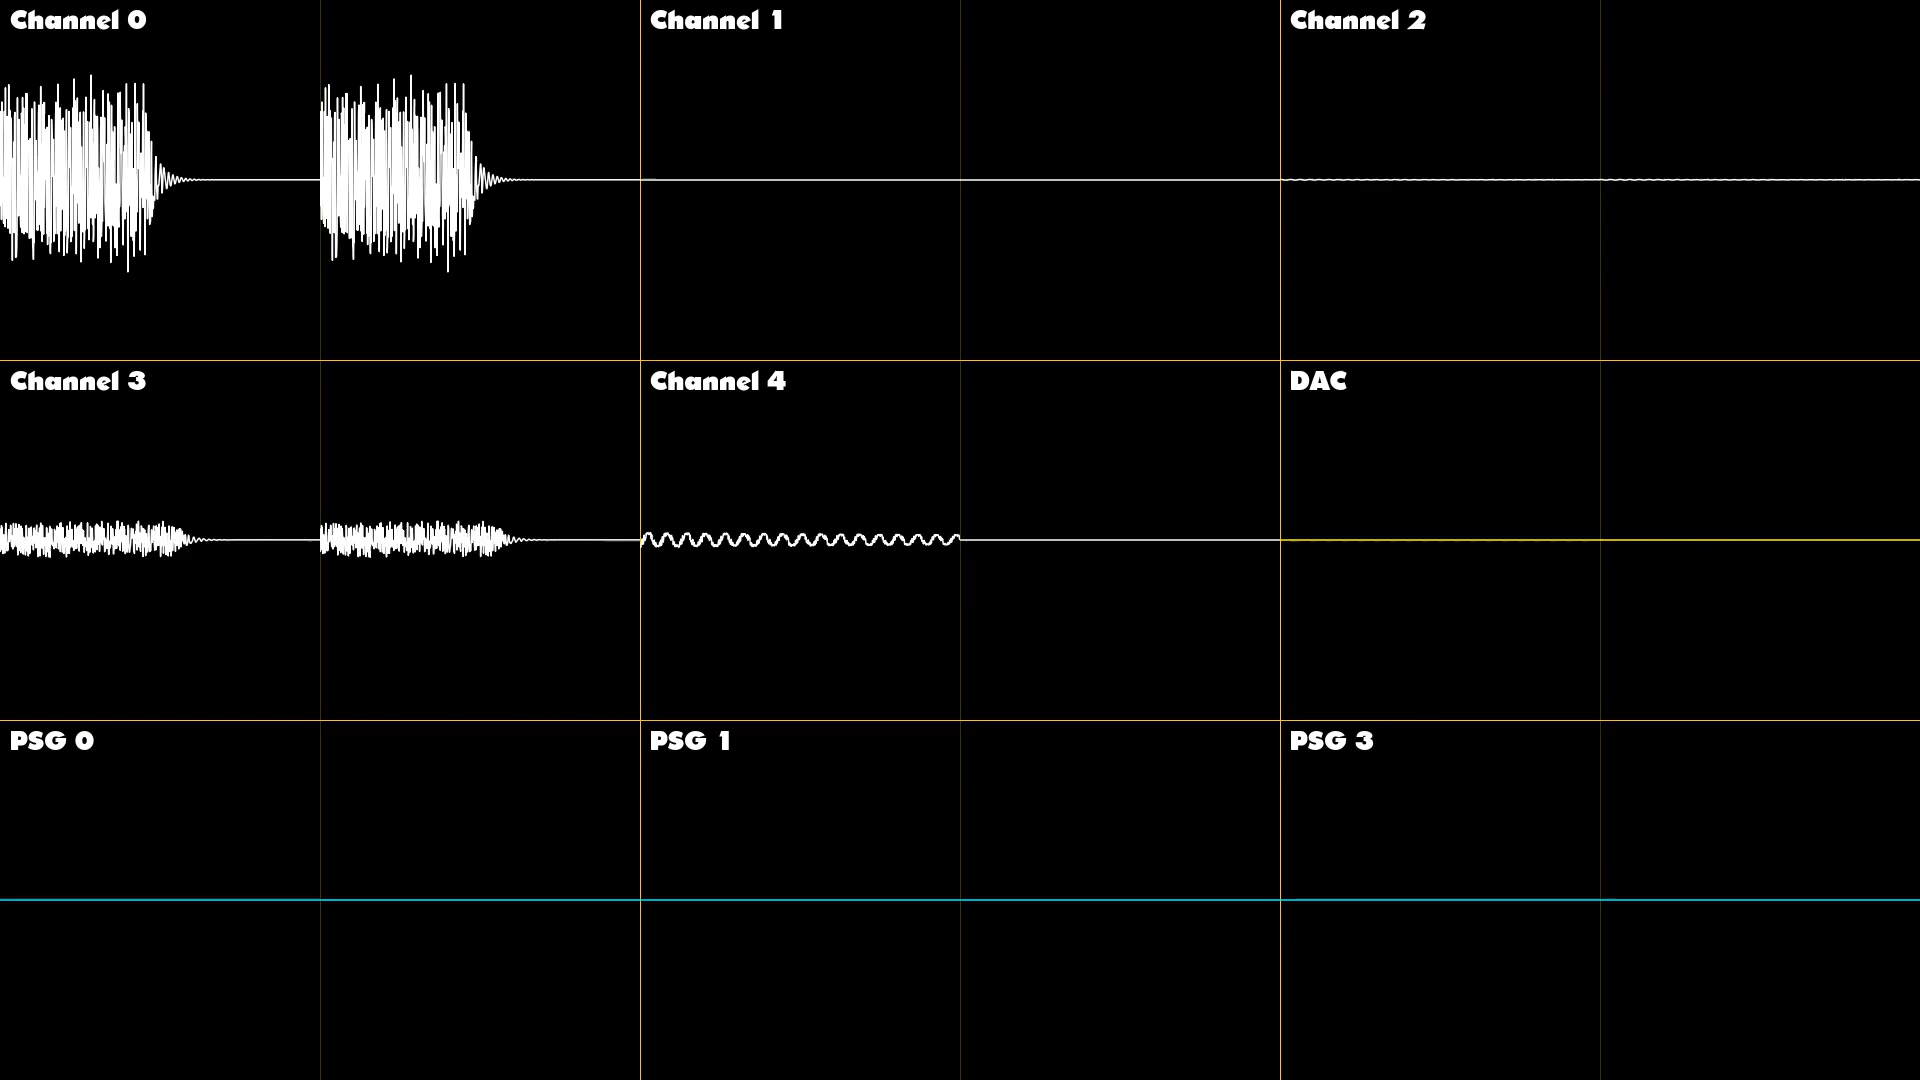 Channel 0
Channel 1
Channel 2
Channel 3
Channel 4
DAC
PSG 0
PSG 1
PSG 3